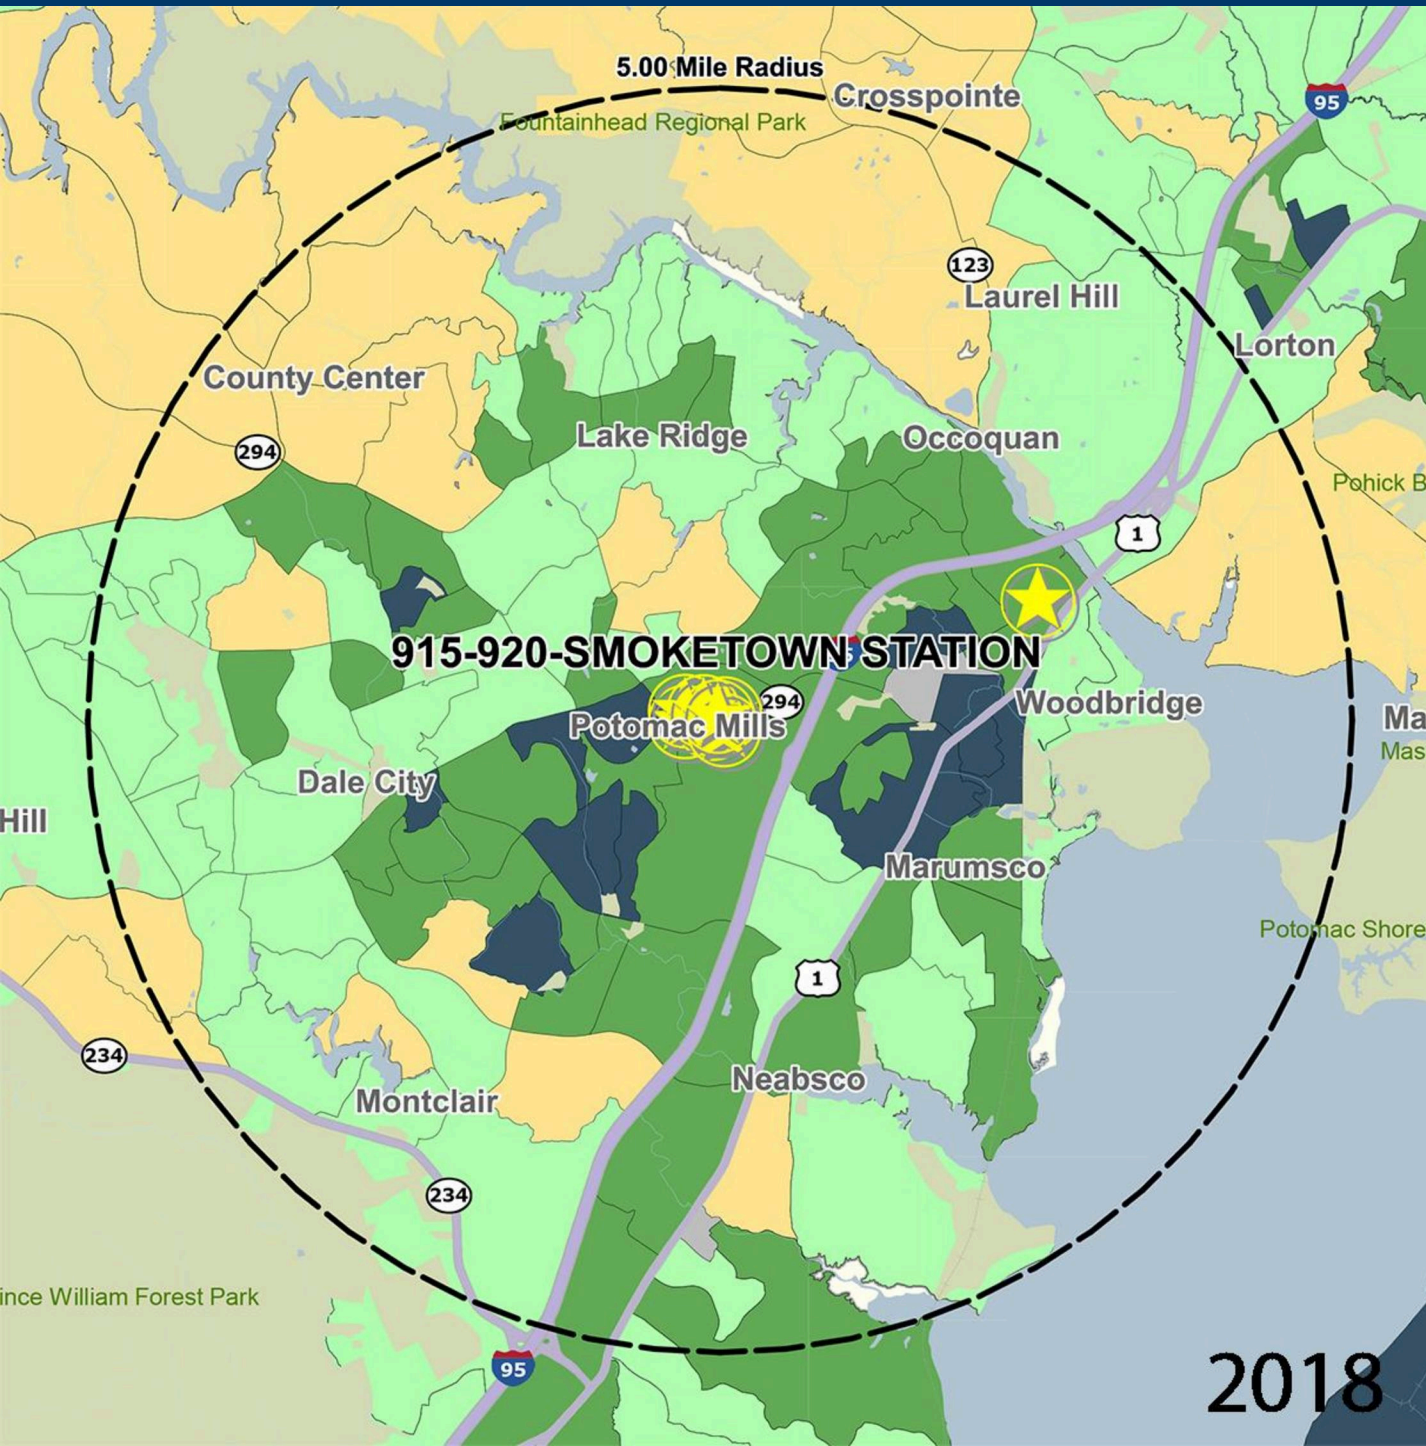 5.00 Mile Radius
Crosspointe
95
Fountainhead Regional Park
123
Laurel Hill
Lorton
County Center
294
Lake Ridge
Occoquan
Pohick B
1
915-920-SMOKETOWN STATION
294
Woodbridge
Potomac Mills
Ma
Mas
Dale City
Hill
Marumsco
Potomac Shore
1
234
Neabsco
Montclair
234
ince William Forest Park
95
2018